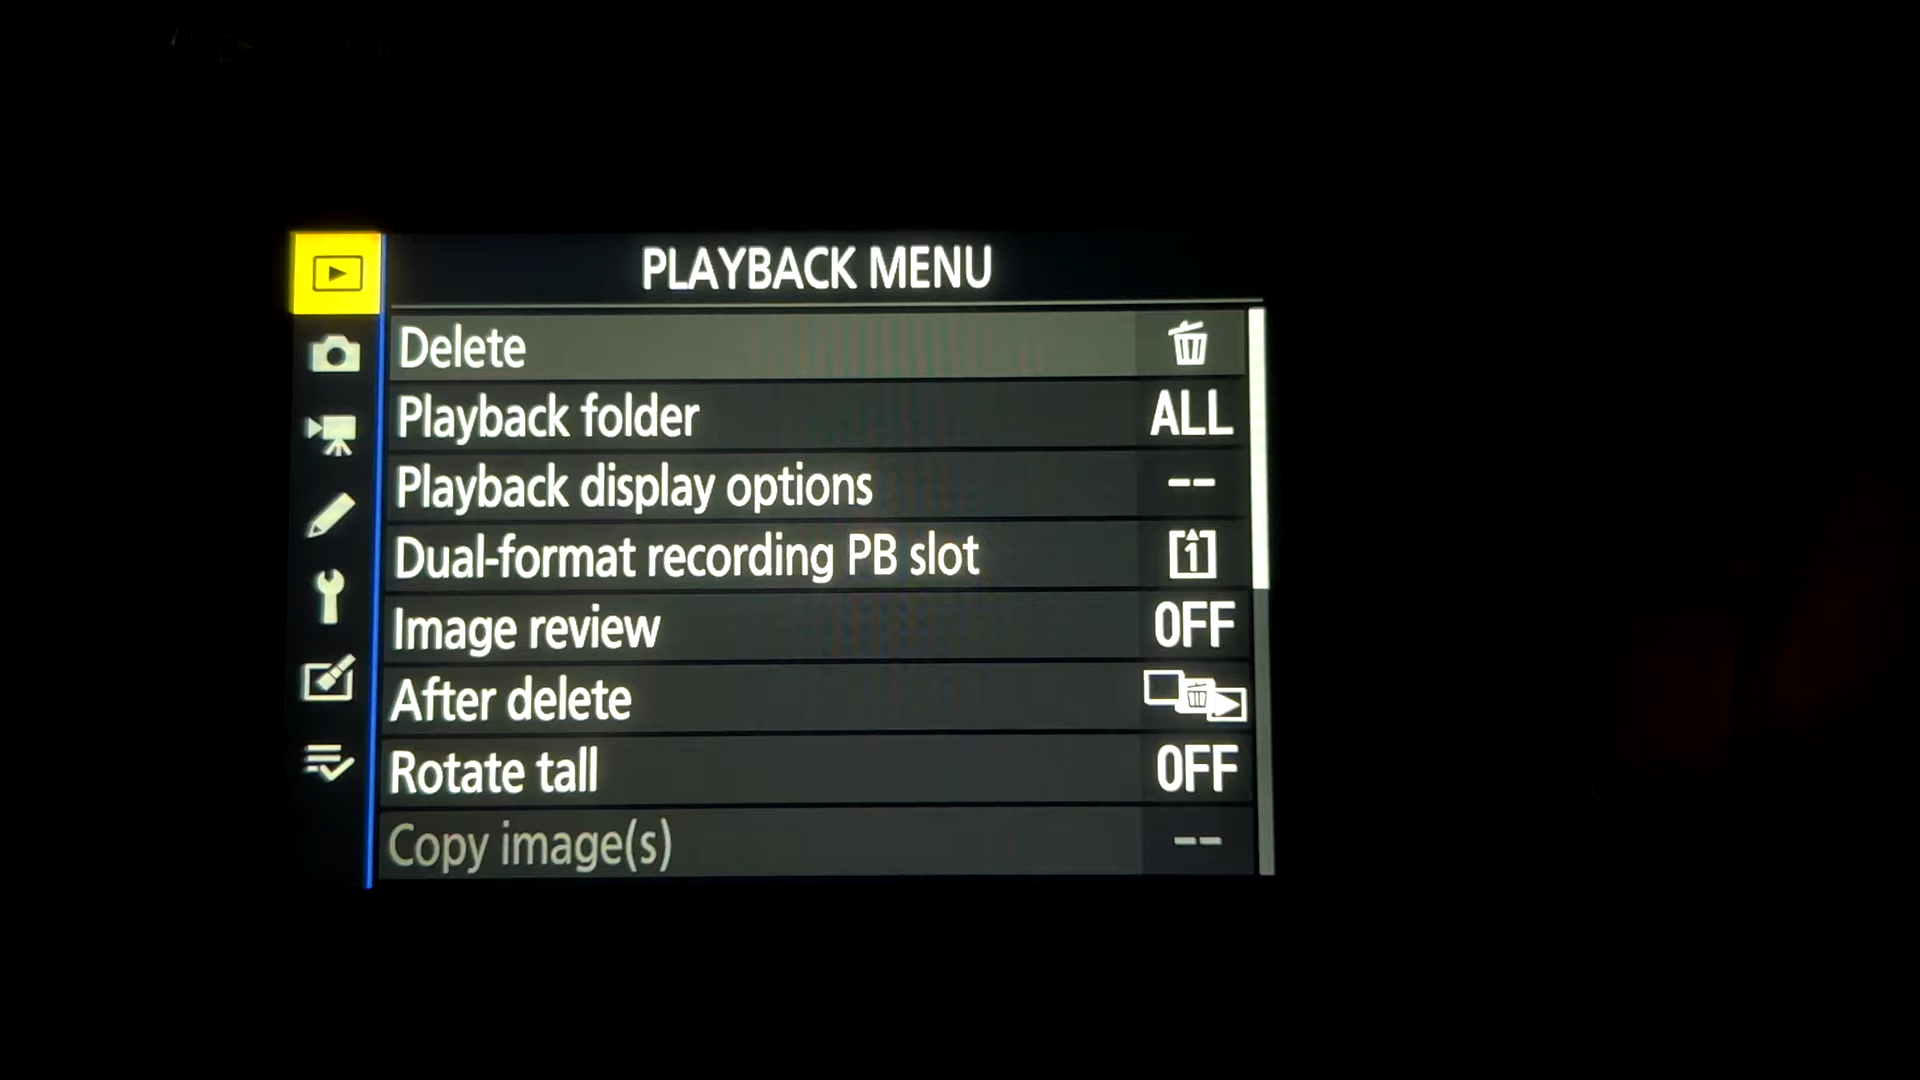 PLAYBACK MENU
Delete
Playback folder ALL
Playback display options --
Dual-format recording PB slot 1
Image review OFF
After delete
Rotate tall OFF
Copy image(s) --